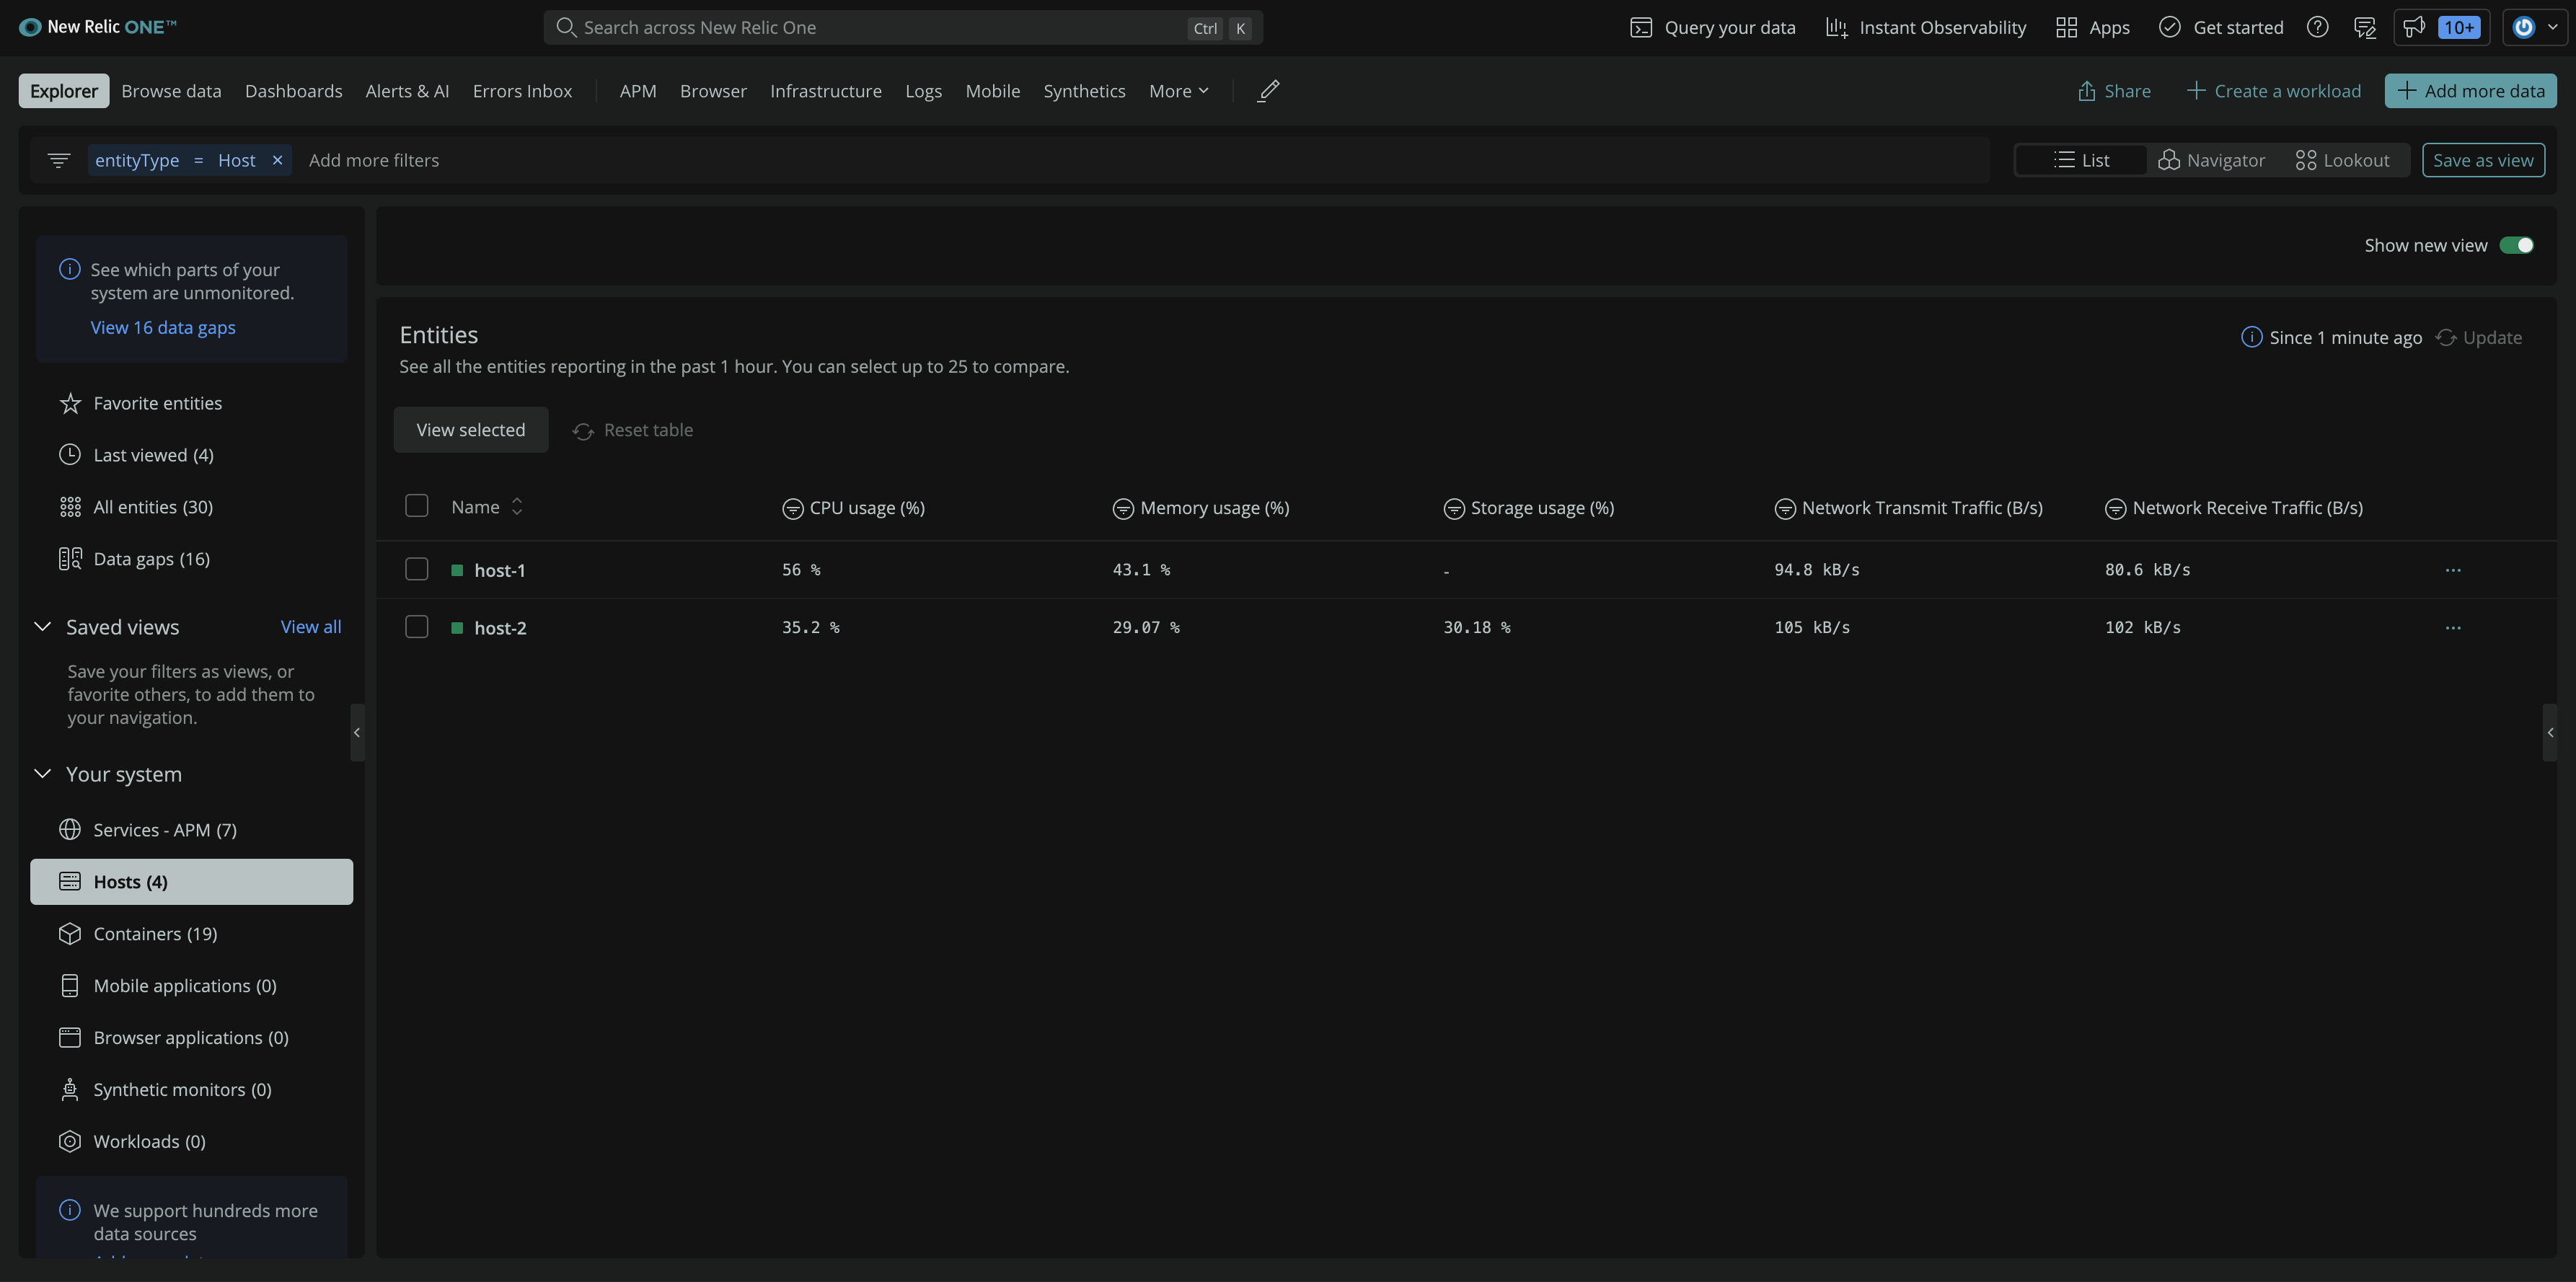 New Relic ONE™
Search across New Relic One Ctrl K
Query your data Instant Observability Apps Get started 10+
Explorer Browse data Dashboards Alerts & AI Errors Inbox APM Browser Infrastructure Logs Mobile Synthetics More
Share Create a workload Add more data
entityType = Host × Add more filters
List Navigator Lookout Save as view
See which parts of your
system are unmonitored.
View 16 data gaps
Favorite entities
Last viewed (4)
All entities (30)
Data gaps (16)
Saved views View all
Save your filters as views, or
favorite others, to add them to
your navigation.
Your system
Services - APM (7)
Hosts (4)
Containers (19)
Mobile applications (0)
Browser applications (0)
Synthetic monitors (0)
Workloads (0)
We support hundreds more
data sources
Show new view
Entities
Since 1 minute ago Update
See all the entities reporting in the past 1 hour. You can select up to 25 to compare.
View selected Reset table
Name CPU usage (%) Memory usage (%) Storage usage (%) Network Transmit Traffic (B/s) Network Receive Traffic (B/s)
host-1 56 % 43.1 % - 94.8 kB/s 80.6 kB/s ...
host-2 35.2 % 29.07 % 30.18 % 105 kB/s 102 kB/s ...